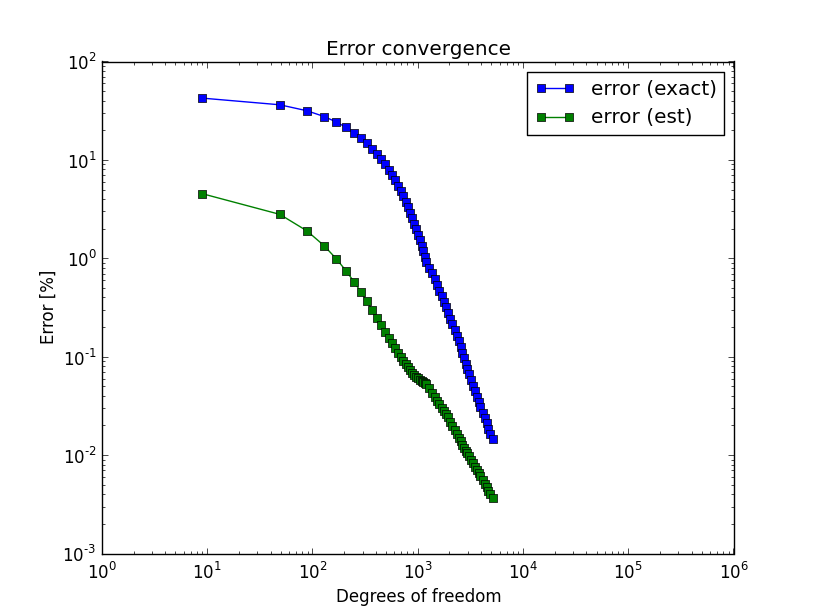 Error convergence
error (exact)
error (est)
Error [%]
10^2
10^1
10^0
10^-1
10^-2
10^-3
10^0 10^1 10^2 10^3 10^4 10^5 10^6
Degrees of freedom